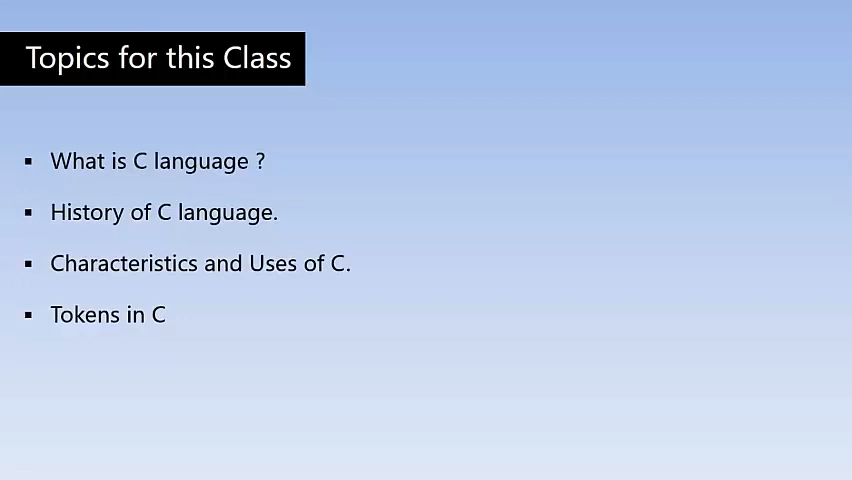 Topics for this Class
▪ What is C language ?
▪ History of C language.
▪ Characteristics and Uses of C.
▪ Tokens in C